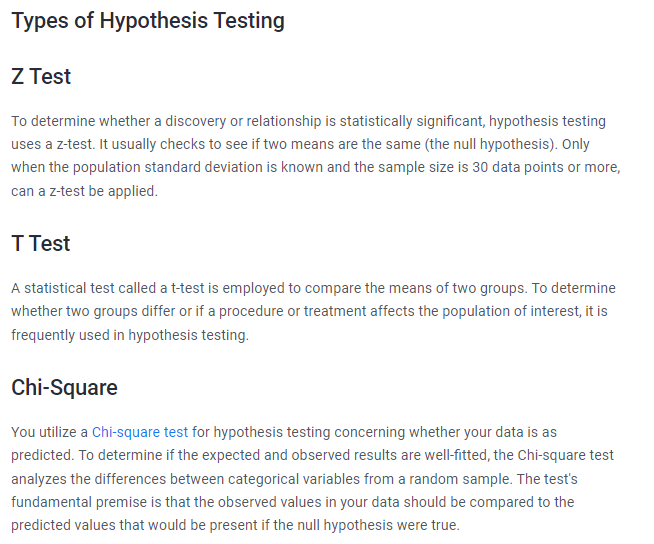 Types of Hypothesis Testing
Z Test
To determine whether a discovery or relationship is statistically significant, hypothesis testing
uses a z-test. It usually checks to see if two means are the same (the null hypothesis). Only
when the population standard deviation is known and the sample size is 30 data points or more,
can a z-test be applied.
T Test
A statistical test called a t-test is employed to compare the means of two groups. To determine
whether two groups differ or if a procedure or treatment affects the population of interest, it is
frequently used in hypothesis testing.
Chi-Square
You utilize a Chi-square test for hypothesis testing concerning whether your data is as
predicted. To determine if the expected and observed results are well-fitted, the Chi-square test
analyzes the differences between categorical variables from a random sample. The test's
fundamental premise is that the observed values in your data should be compared to the
predicted values that would be present if the null hypothesis were true.